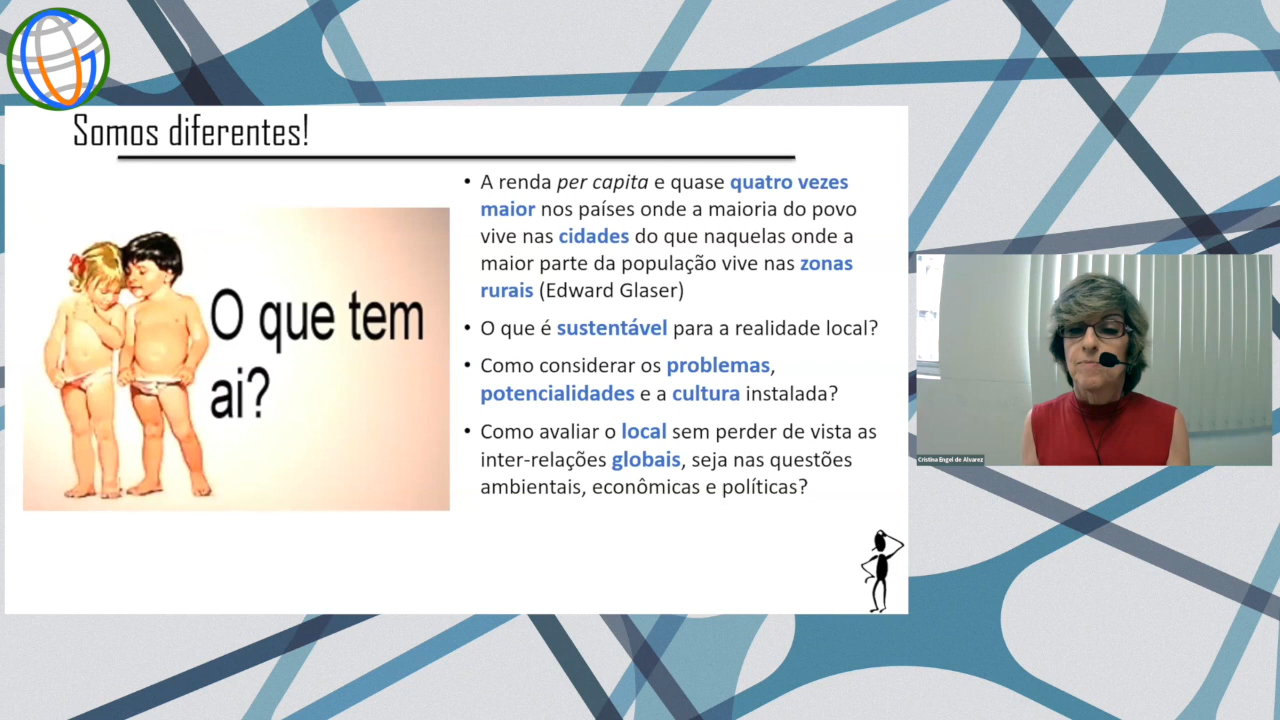 Somos diferentes!
O que tem
ai?
• A renda per capita e quase quatro vezes
maior nos países onde a maioria do povo
vive nas cidades do que naquelas onde a
maior parte da população vive nas zonas
rurais (Edward Glaser)
• O que é sustentável para a realidade local?
• Como considerar os problemas,
potencialidades e a cultura instalada?
• Como avaliar o local sem perder de vista as
inter-relações globais, seja nas questões
ambientais, econômicas e políticas?
Cristina Engel de Alvarez